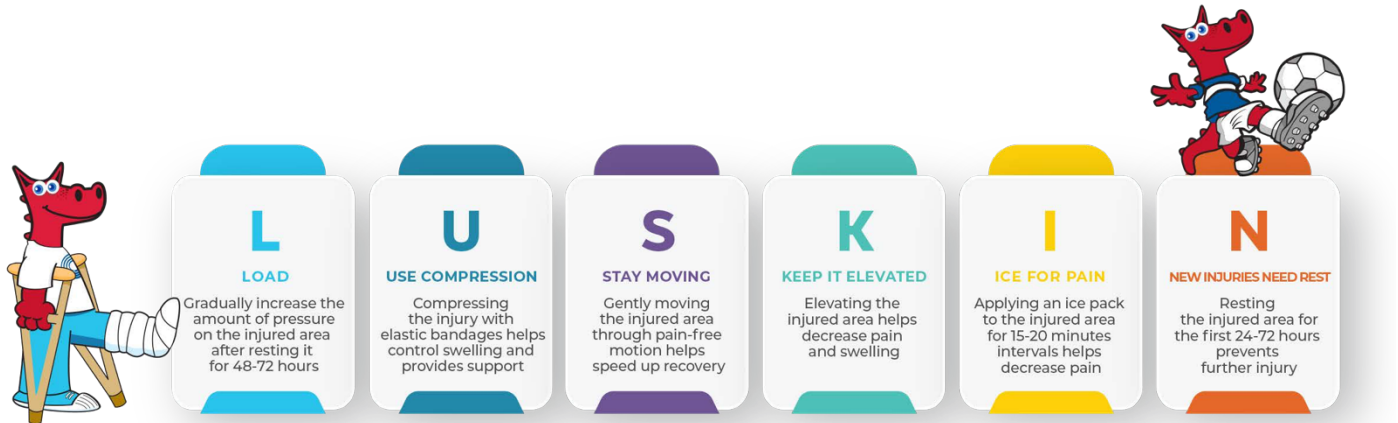 L
LOAD
Gradually increase the
amount of pressure
on the injured area
after resting it
for 48-72 hours
U
USE COMPRESSION
Compressing
the injury with
elastic bandages helps
control swelling and
provides support
S
STAY MOVING
Gently moving
the injured area
through pain-free
motion helps
speed up recovery
K
KEEP IT ELEVATED
Elevating the
injured area helps
decrease pain
and swelling
I
ICE FOR PAIN
Applying an ice pack
to the injured area
for 15-20 minutes
intervals helps
decrease pain
N
NEW INJURIES NEED REST
Resting
the injured area for
the first 24-72 hours
prevents
further injury